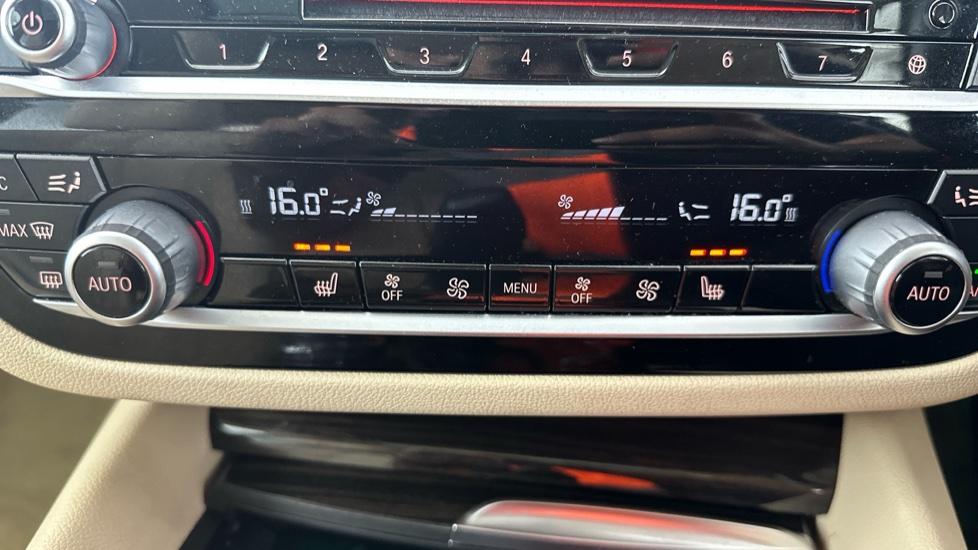 1 2 3 4 5 6 7
16.0° 16.0°
MAX
AUTO OFF MENU OFF AUTO